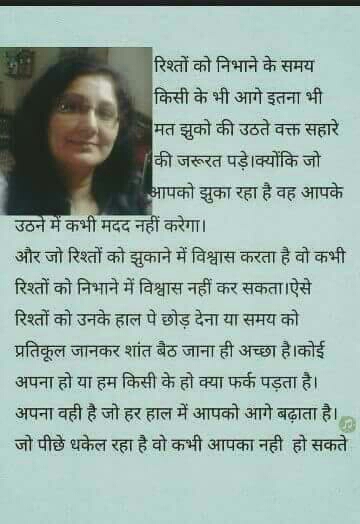 रिश्तों को निभाने के समय
किसी के भी आगे इतना भी
मत झुको की उठते वक्त सहारे
की जरूरत पड़े।क्योंकि जो
आपको झुका रहा है वह आपके
उठने में कभी मदद नहीं करेगा।
और जो रिश्तों को झुकाने में विश्वास करता है वो कभी
रिश्तों को निभाने में विश्वास नहीं कर सकता।ऐसे
रिश्तों को उनके हाल पे छोड़ देना या समय को
प्रतिकूल जानकर शांत बैठ जाना ही अच्छा है।कोई
अपना हो या हम किसी के हो क्या फर्क पड़ता है।
अपना वही है जो हर हाल में आपको आगे बढ़ाता है।
जो पीछे धकेल रहा है वो कभी आपका नही हो सकते